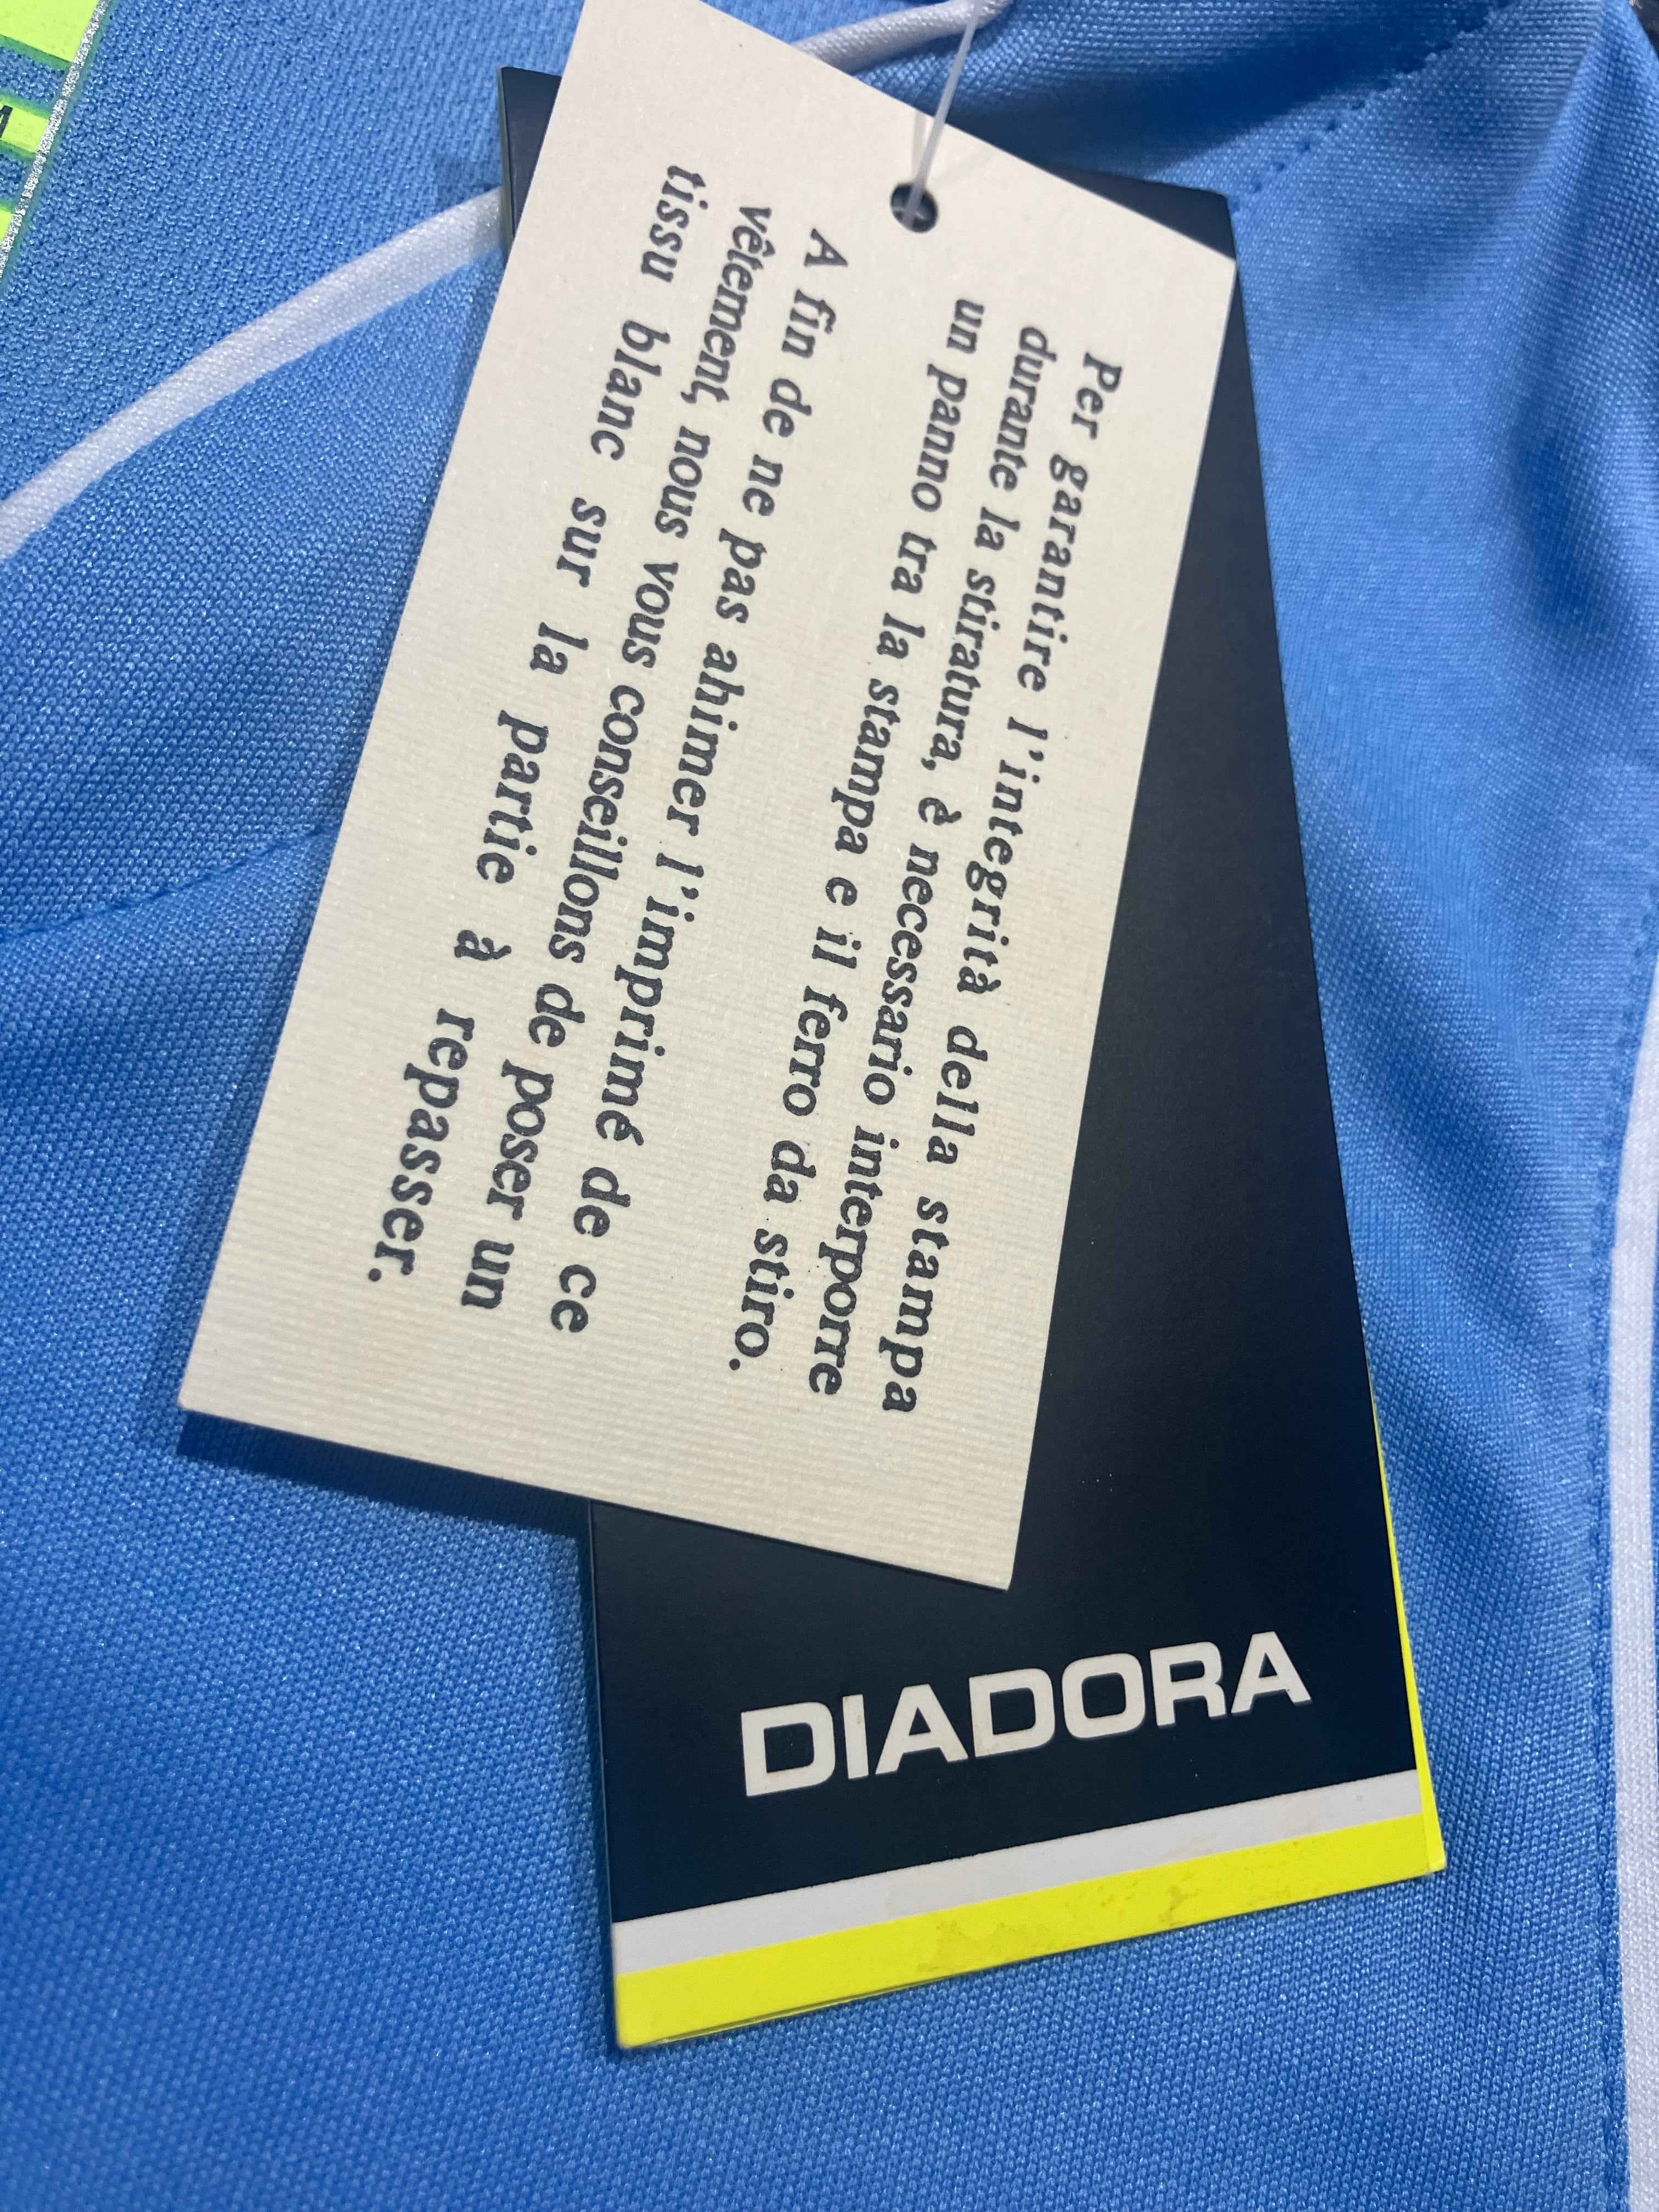 Per garantire l'integrità della stampa
durante la stiratura, è necessario interporre
un panno tra la stampa e il ferro da stiro.
A fin de ne pas ahimer l'imprimé de ce
vêtement, nous vous conseillons de poser un
tissu blanc sur la partie à repasser.
DIADORA